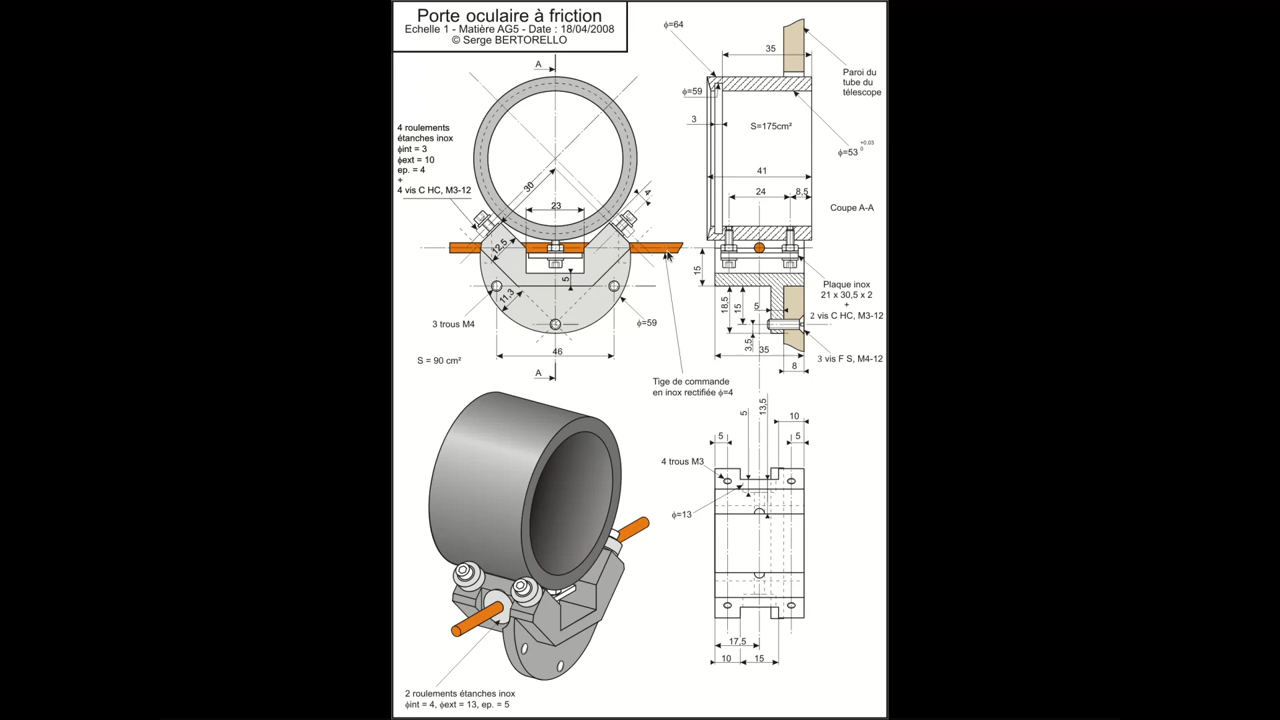 Porte oculaire à friction
Echelle 1 - Matière AG5 - Date : 18/04/2008
© Serge BERTORELLO
A
4 roulements
étanches inox
ϕint = 3
ϕext = 10
ep. = 4
+
4 vis C HC, M3-12
30
23
4
12,5
5
11,3
3 trous M4
ϕ=59
46
S = 90 cm²
A
Tige de commande
en inox rectifiée ϕ=4
ϕ=64
35
Paroi du
tube du
télescope
ϕ=59
3
S=175cm²
ϕ=53 +0.03 0
41
24
8,5
Coupe A-A
15
Plaque inox
21 x 30,5 x 2
+
2 vis C HC, M3-12
18,5
15
5
3,5
35
3 vis F S, M4-12
8
5
13,5
10
5
5
4 trous M3
ϕ=13
17,5
10
15
2 roulements étanches inox
ϕint = 4, ϕext = 13, ep. = 5